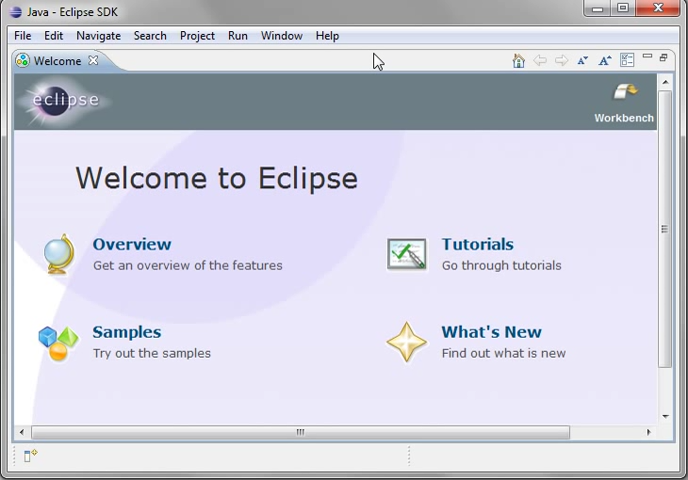 Java - Eclipse SDK
File Edit Navigate Search Project Run Window Help
Welcome
eclipse
Workbench
Welcome to Eclipse
Overview
Get an overview of the features
Tutorials
Go through tutorials
Samples
Try out the samples
What's New
Find out what is new